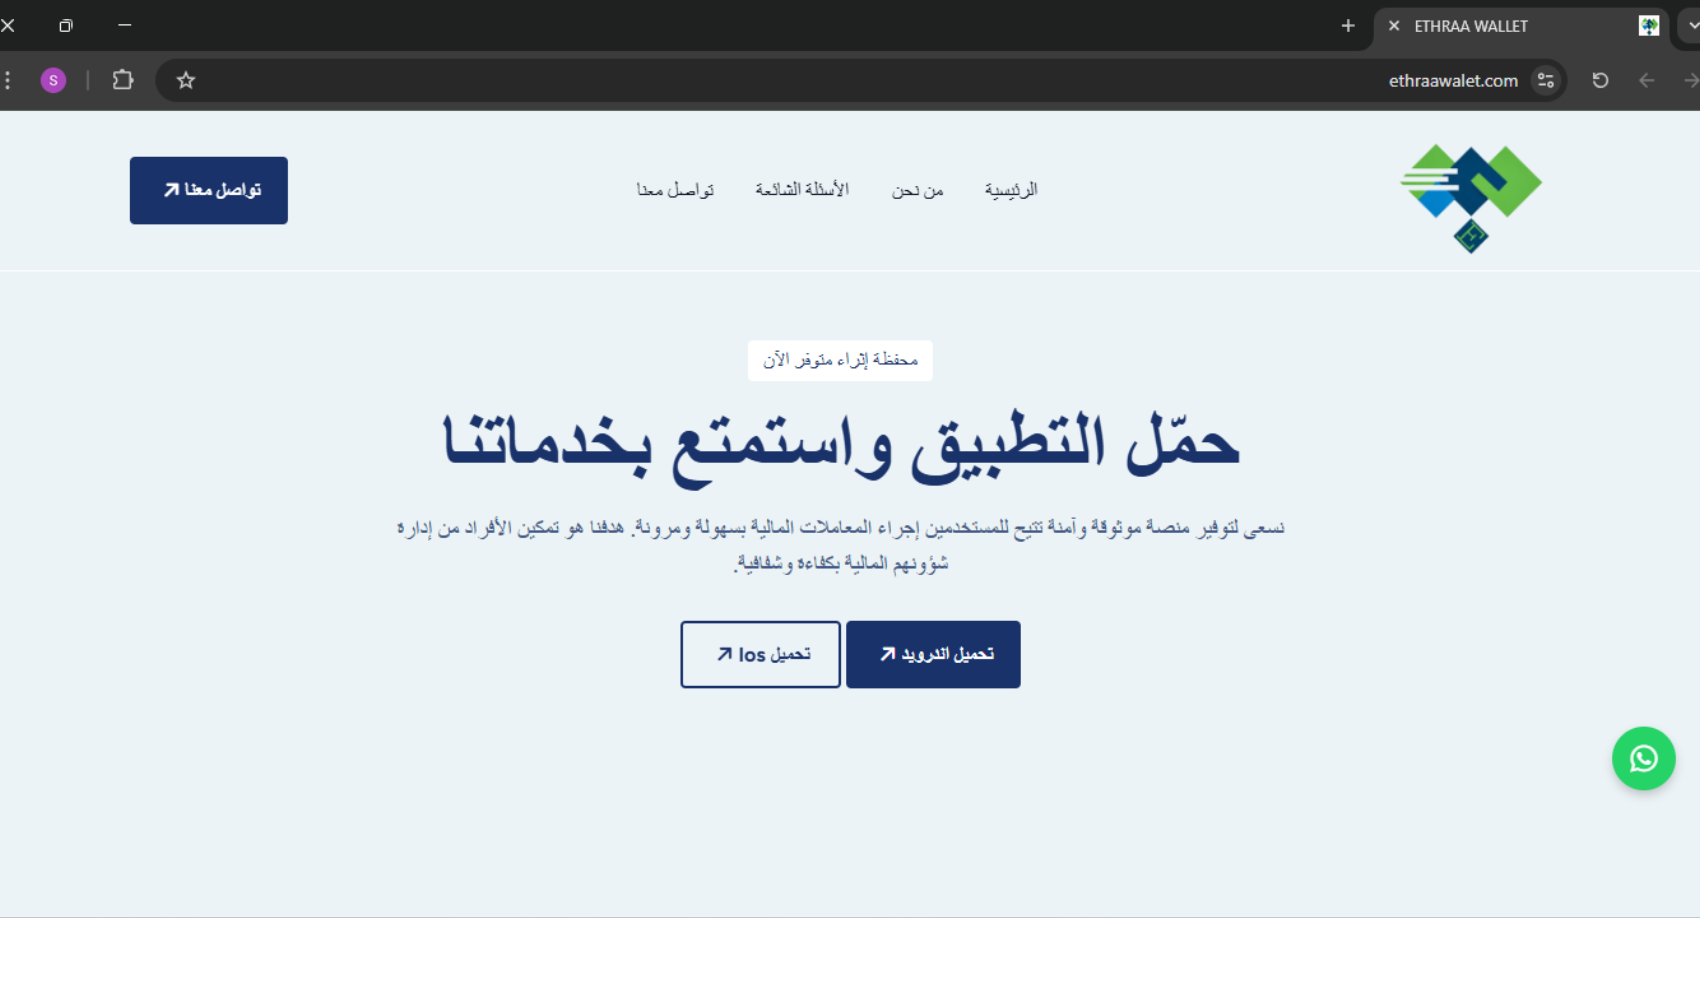 ETHRAA WALLET
ethraawalet.com
S
E
الرئيسية
من نحن
الأسئلة الشائعة
تواصل معنا
تواصل معنا
محفظة إثراء متوفر الآن
حمّل التطبيق واستمتع بخدماتنا
نسعى لتوفير منصة موثوقة وآمنة تتيح للمستخدمين إجراء المعاملات المالية بسهولة ومرونة. هدفنا هو تمكين الأفراد من إدارة
شؤونهم المالية بكفاءة وشفافية.
تحميل اندرويد
تحميل Ios